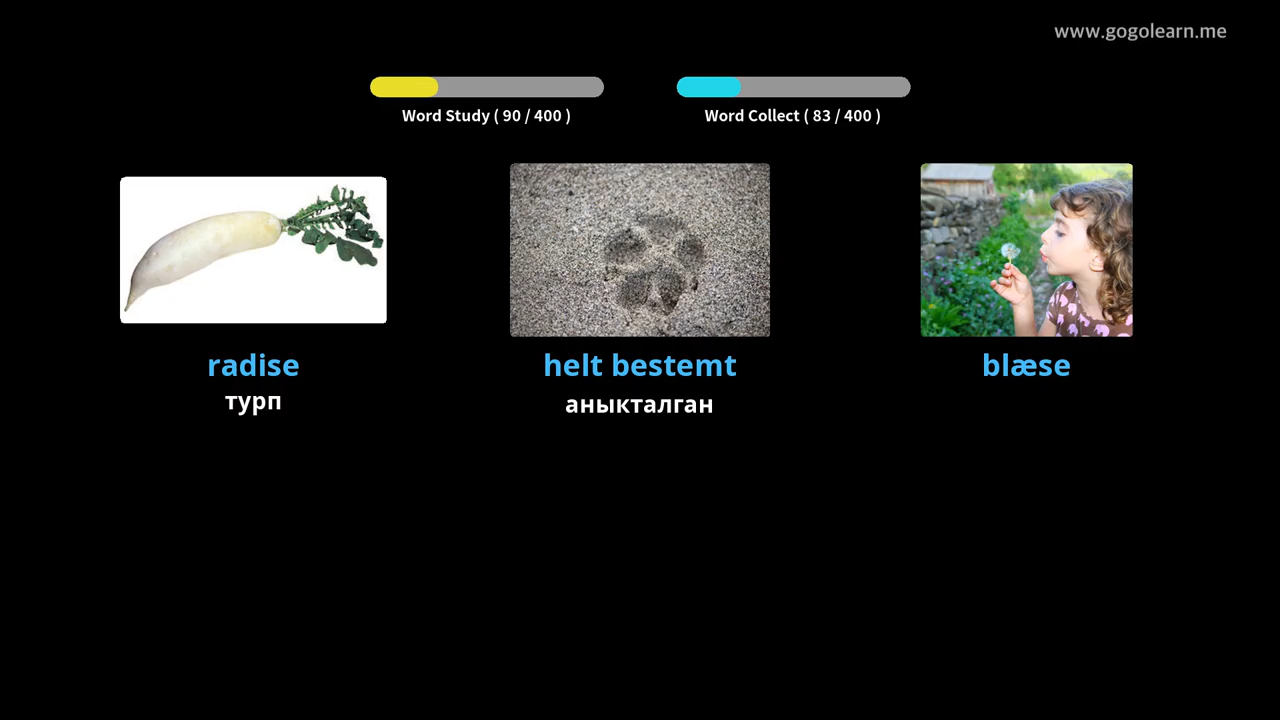 www.gogolearn.me
Word Study ( 90 / 400 )
Word Collect ( 83 / 400 )
radise
helt bestemt
blæse
турп
аныкталган